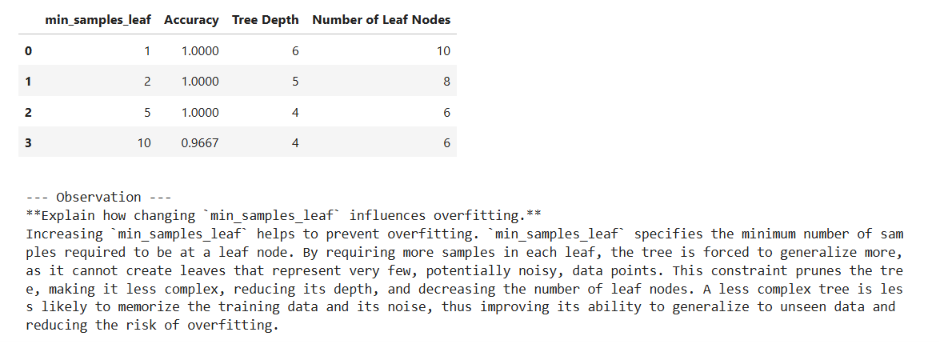 min_samples_leaf Accuracy Tree Depth Number of Leaf Nodes
0 1 1.0000 6 10
1 2 1.0000 5 8
2 5 1.0000 4 6
3 10 0.9667 4 6
--- Observation ---
**Explain how changing `min_samples_leaf` influences overfitting.**
Increasing `min_samples_leaf` helps to prevent overfitting. `min_samples_leaf` specifies the minimum number of sam
ples required to be at a leaf node. By requiring more samples in each leaf, the tree is forced to generalize more,
as it cannot create leaves that represent very few, potentially noisy, data points. This constraint prunes the tre
e, making it less complex, reducing its depth, and decreasing the number of leaf nodes. A less complex tree is les
s likely to memorize the training data and its noise, thus improving its ability to generalize to unseen data and
reducing the risk of overfitting.